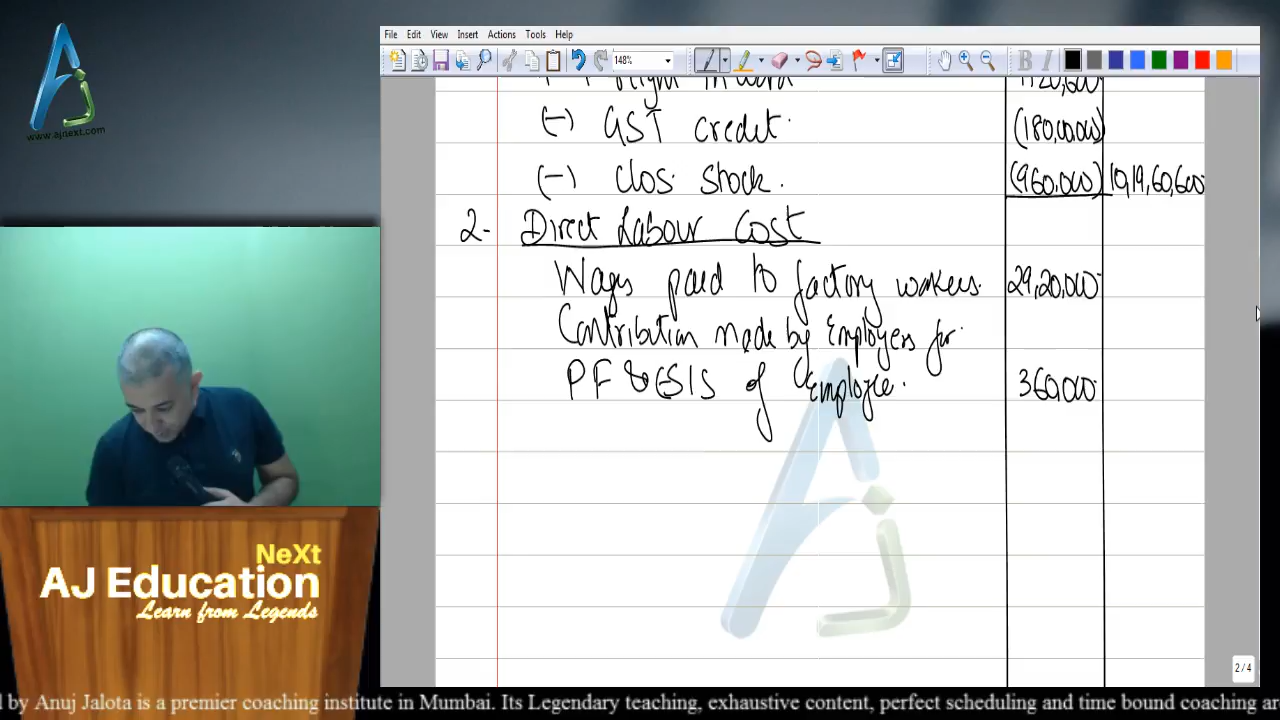 www.ajnext.com
File Edit View Insert Actions Tools Help
148%
B I
(-) GST credit. (180,000)
(-) Clos. Stock. (960,000) 10,19,60,600
2- Direct Labour Cost
Wages paid to factory workers. 29,20,000
Contribution made by Employers for
PF & ESIS of Employee. 360,000
NeXt
AJ Education
Learn from Legends
2/4
by Anuj Jalota is a premier coaching institute in Mumbai. Its Legendary teaching, exhaustive content, perfect scheduling and time bound coaching